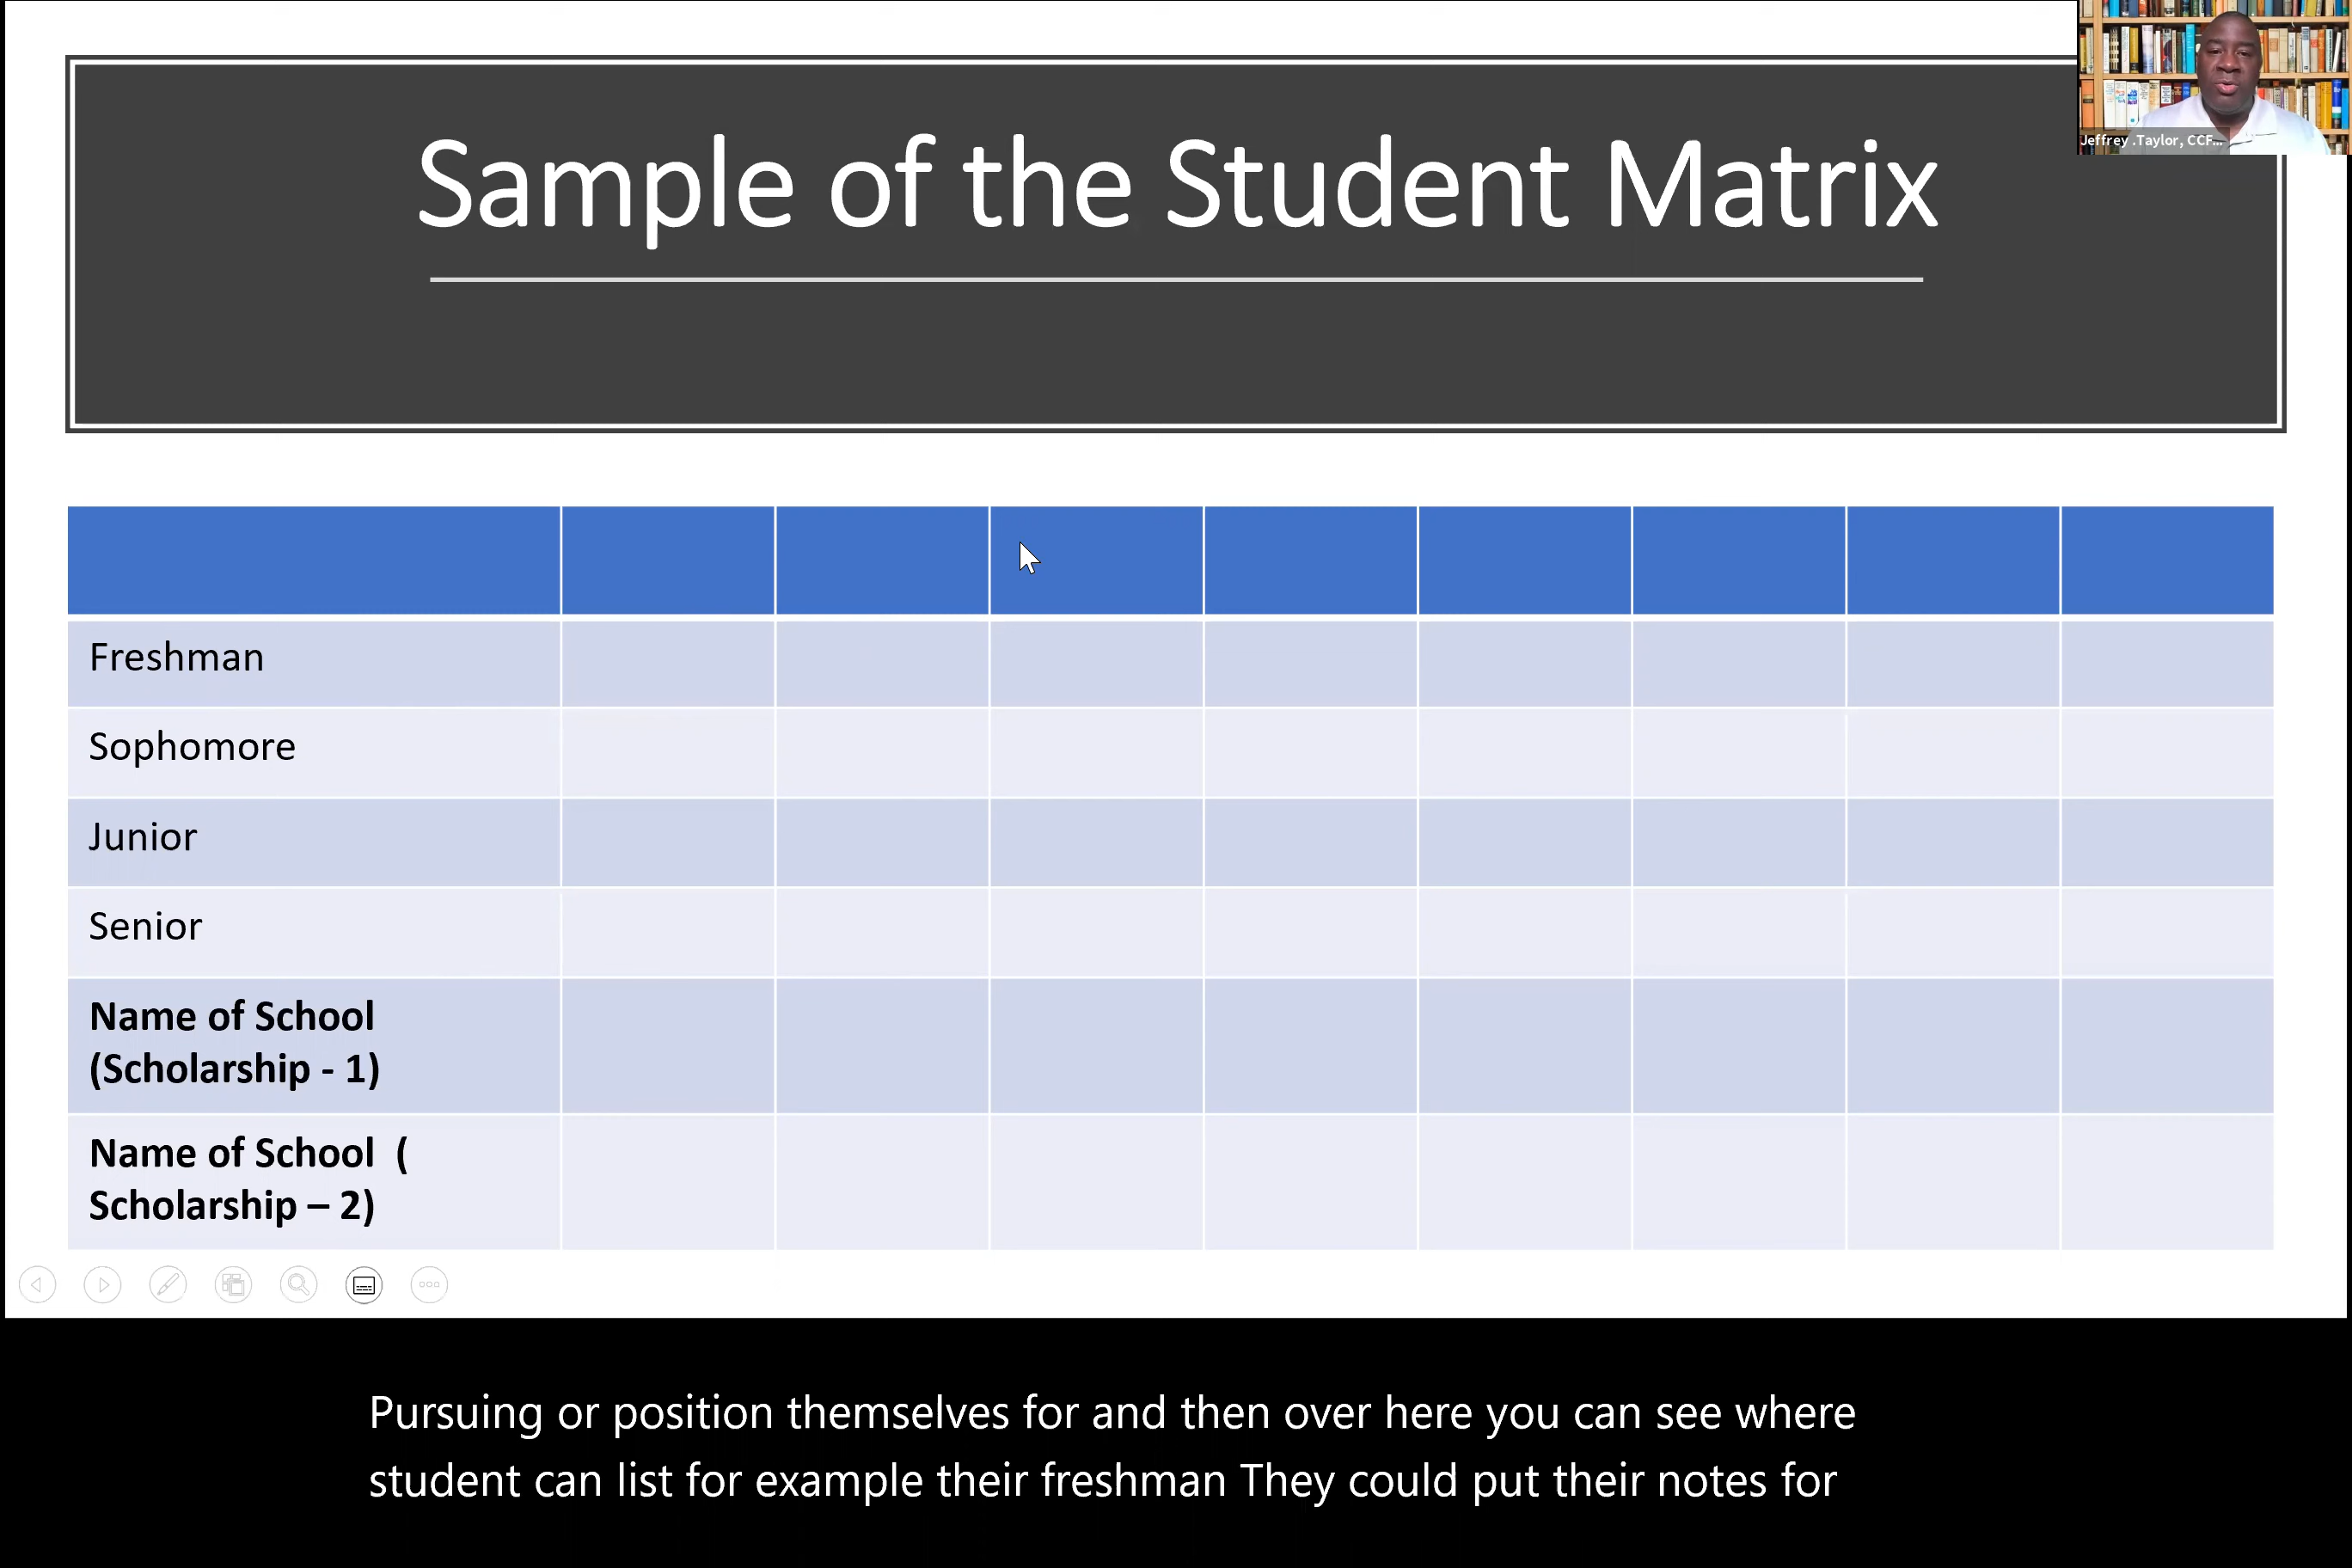 Sample of the Student Matrix
Jeffrey .Taylor, CCF...
Freshman
Sophomore
Junior
Senior
Name of School
(Scholarship - 1)
Name of School  (
Scholarship – 2)
Pursuing or position themselves for and then over here you can see where
student can list for example their freshman They could put their notes for